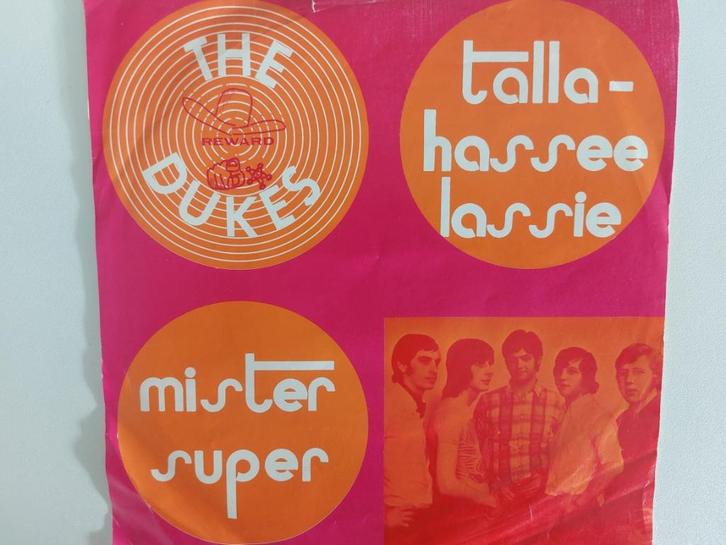 THE
REWARD
DUKES
talla-
hassee
lassie
mister
super